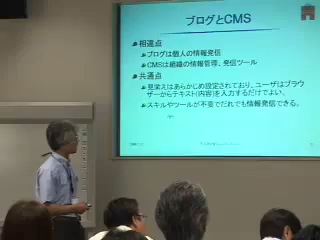 ブログとCMS
相違点
ブログは個人の情報発信
CMSは組織の情報管理、発信ツール
共通点
見栄えはあらかじめ設定されており、ユーザはブラウ
ザーからテキスト(内容)を入力するだけでよい。
スキルやツールが不要でだれでも情報発信できる。